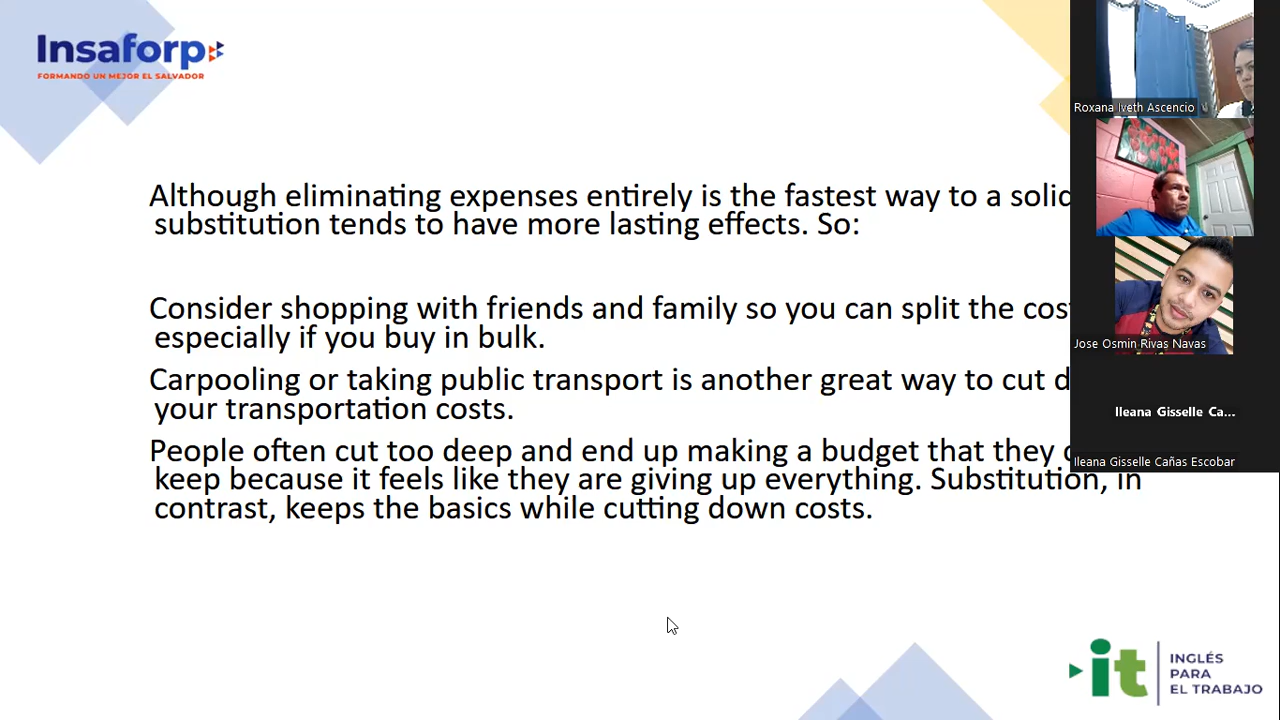 Insaforp
FORMANDO UN MEJOR EL SALVADOR
Although eliminating expenses entirely is the fastest way to a solid
substitution tends to have more lasting effects. So:
Consider shopping with friends and family so you can split the
especially if you buy in bulk.
Carpooling or taking public transport is another great way to cut
your transportation costs.
People often cut too deep and end up making a budget that they
keep because it feels like they are giving up everything. Substitution, in
contrast, keeps the basics while cutting down costs.
Roxana Iveth Ascencio
Jose Osmin Rivas Navas
Ileana Gisselle Ca...
Ileana Gisselle Cañas Escobar
it
INGLÉS
PARA
EL TRABAJO